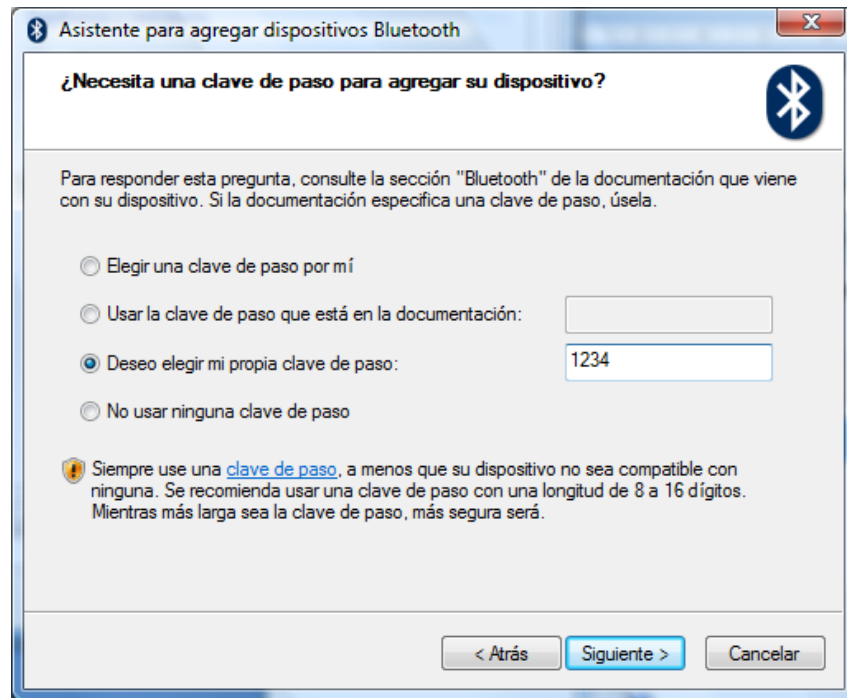 Asistente para agregar dispositivos Bluetooth
¿Necesita una clave de paso para agregar su dispositivo?
Para responder esta pregunta, consulte la sección "Bluetooth" de la documentación que viene
con su dispositivo. Si la documentación especifica una clave de paso, úsela.
Elegir una clave de paso por mí
Usar la clave de paso que está en la documentación:
Deseo elegir mi propia clave de paso: 1234
No usar ninguna clave de paso
Siempre use una clave de paso, a menos que su dispositivo no sea compatible con
ninguna. Se recomienda usar una clave de paso con una longitud de 8 a 16 dígitos.
Mientras más larga sea la clave de paso, más segura será.
< Atrás Siguiente > Cancelar